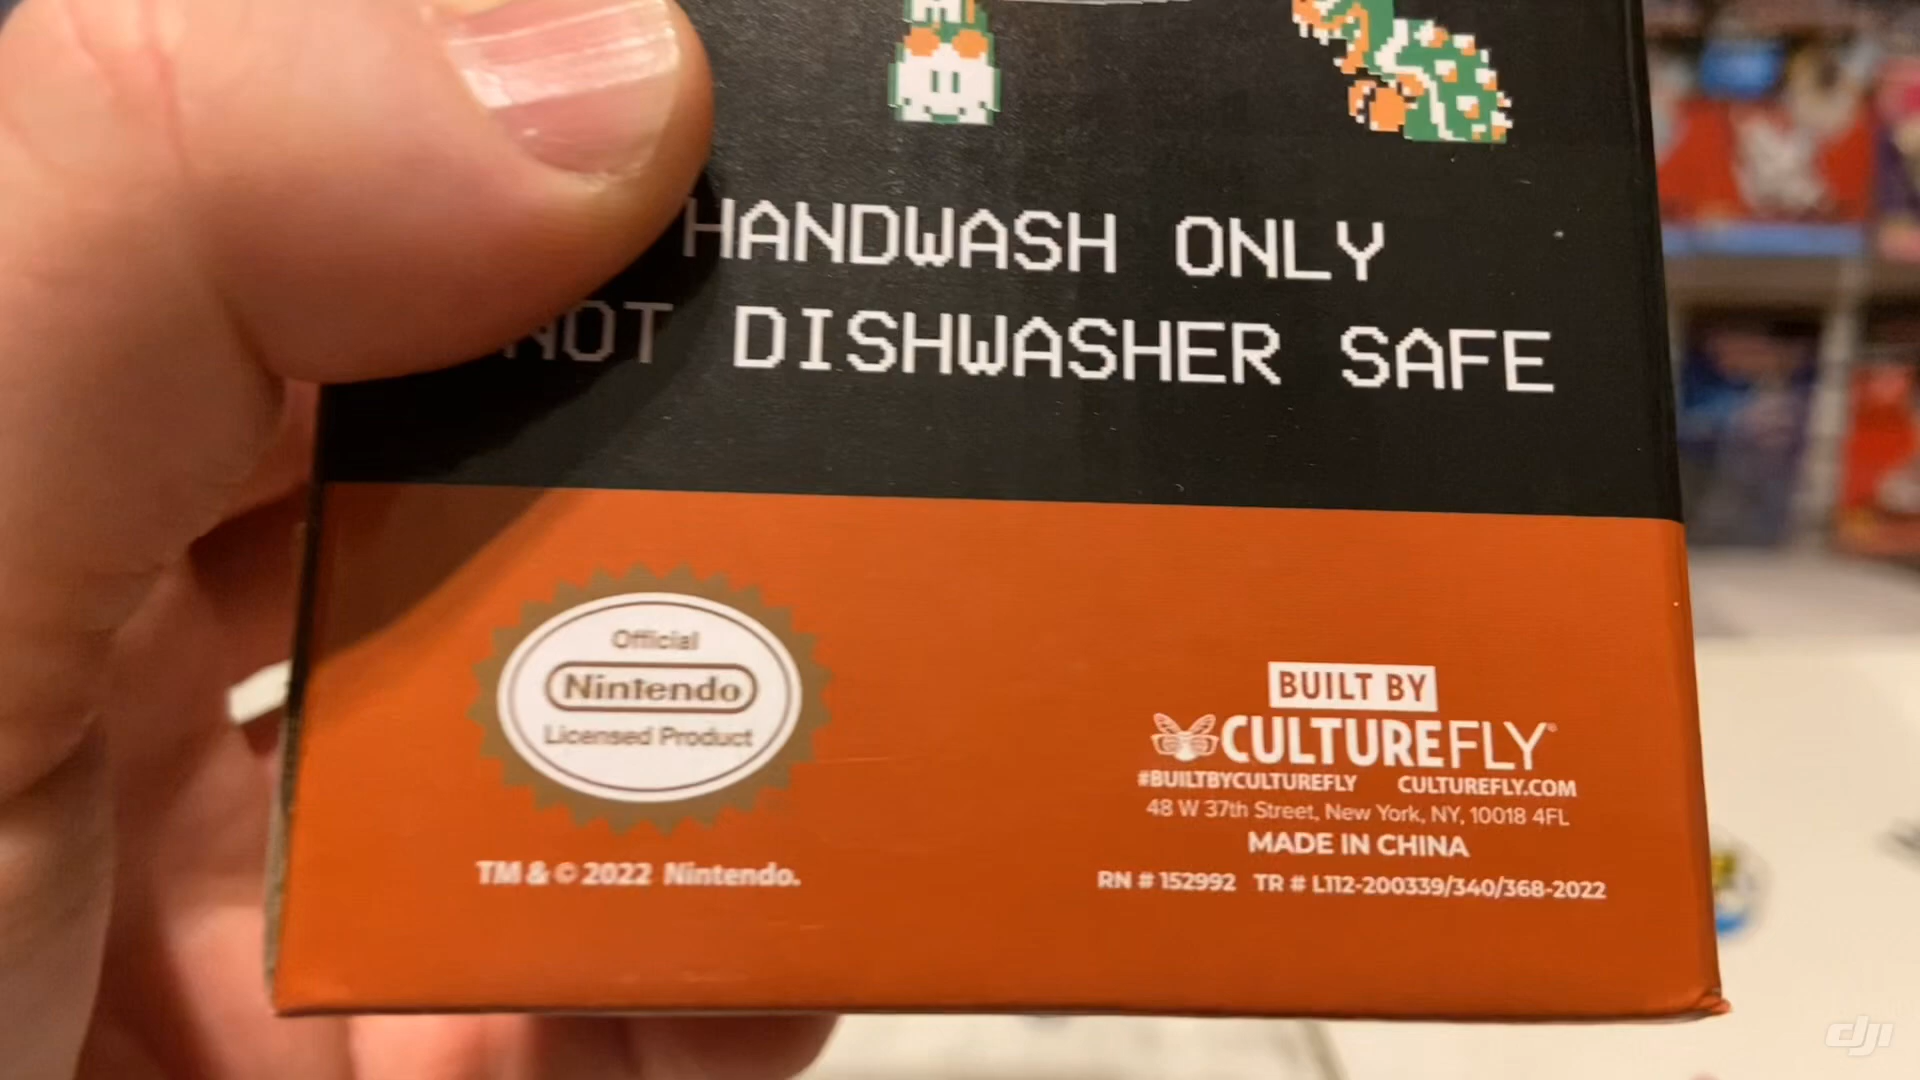 HANDWASH ONLY
NOT DISHWASHER SAFE
Official
Nintendo
Licensed Product
TM & © 2022 Nintendo.
BUILT BY
CULTUREFLY®
#BUILTBYCULTUREFLY CULTUREFLY.COM
48 W 37th Street, New York, NY, 10018 4FL
MADE IN CHINA
RN # 152992 TR # L112-200339/340/368-2022
dji